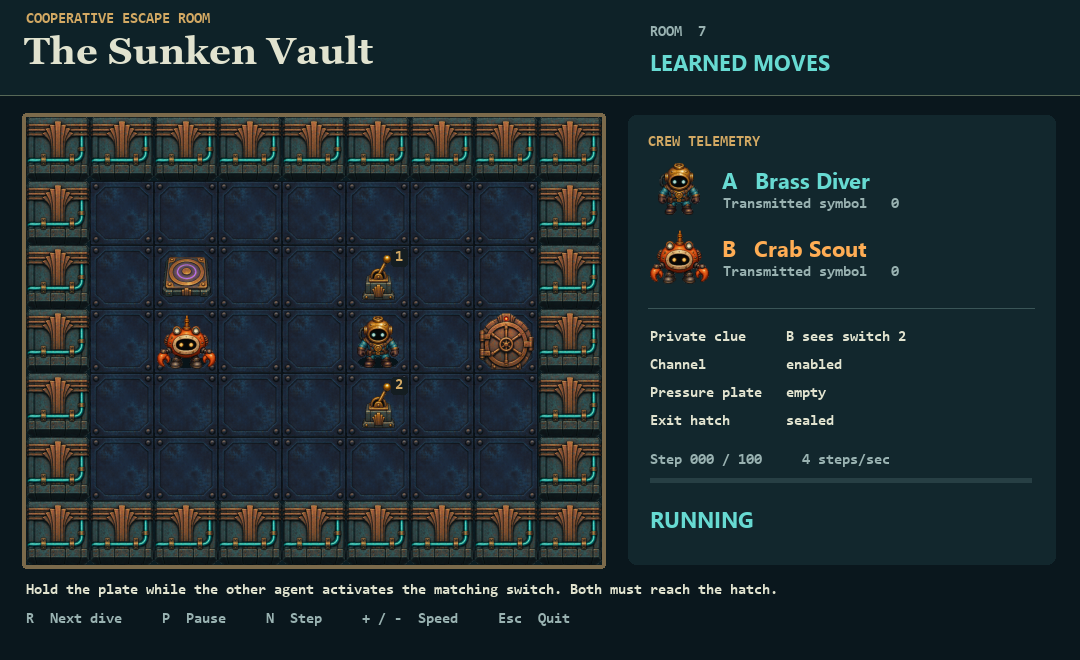 COOPERATIVE ESCAPE ROOM
The Sunken Vault
ROOM 7
LEARNED MOVES
1
2
CREW TELEMETRY
A Brass Diver
Transmitted symbol 0
B Crab Scout
Transmitted symbol 0
Private clue B sees switch 2
Channel enabled
Pressure plate empty
Exit hatch sealed
Step 000 / 100 4 steps/sec
RUNNING
Hold the plate while the other agent activates the matching switch. Both must reach the hatch.
R Next dive P Pause N Step + / - Speed Esc Quit